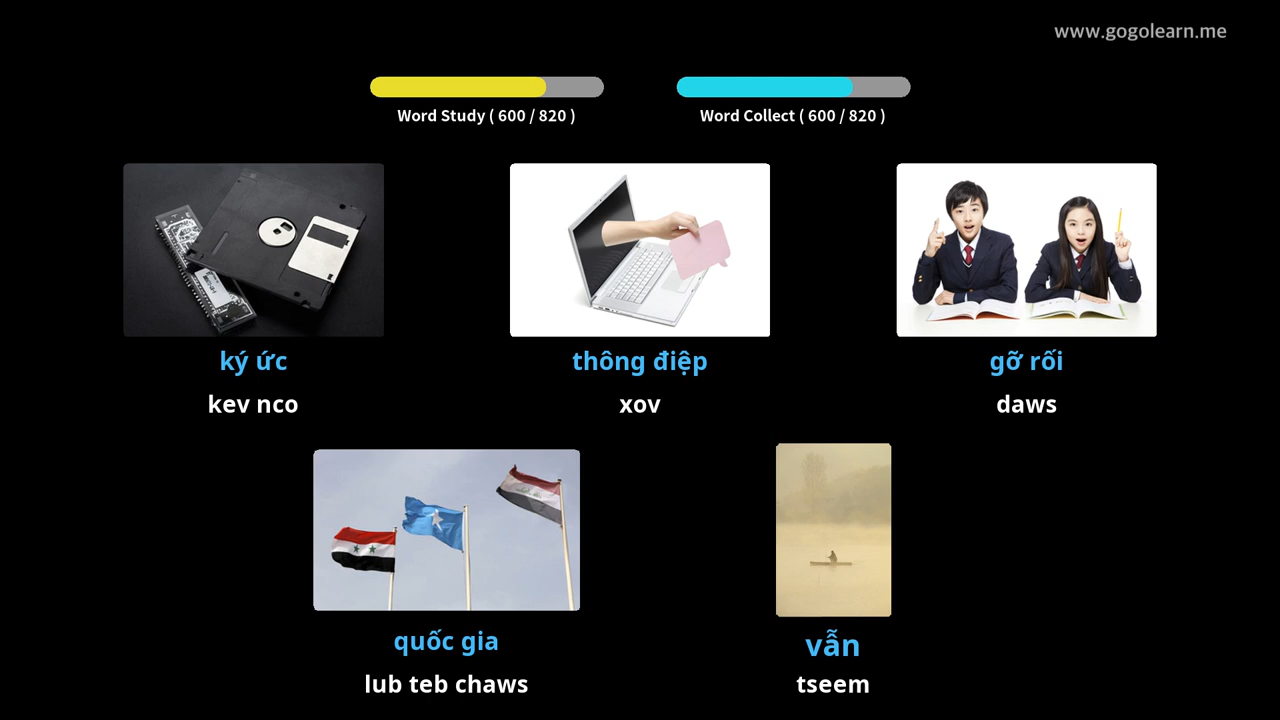 www.gogolearn.me
Word Study ( 600 / 820 )
Word Collect ( 600 / 820 )
ký ức
kev nco
thông điệp
xov
gỡ rối
daws
quốc gia
lub teb chaws
vẫn
tseem